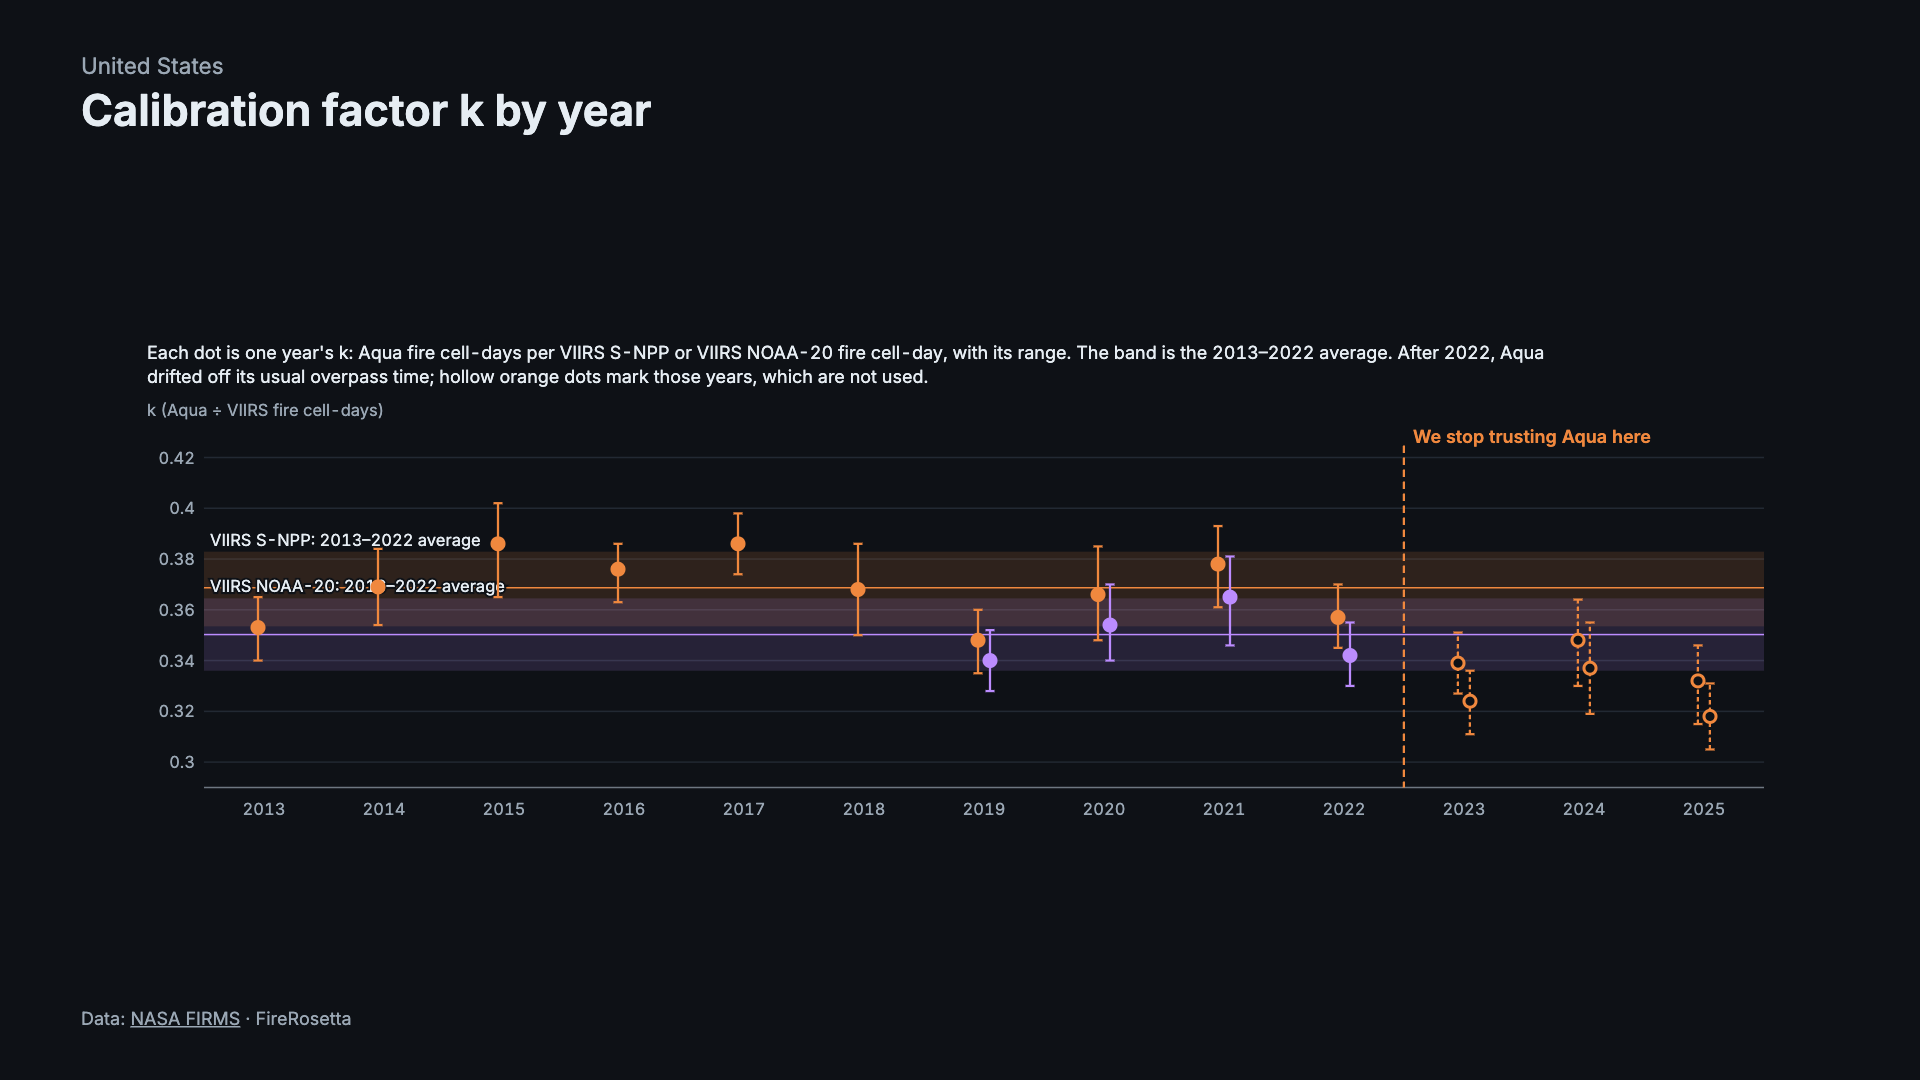 United States
Calibration factor k by year
Each dot is one year's k: Aqua fire cell-days per VIIRS S-NPP or VIIRS NOAA-20 fire cell-day, with its range. The band is the 2013–2022 average. After 2022, Aqua
drifted off its usual overpass time; hollow orange dots mark those years, which are not used.
k (Aqua ÷ VIIRS fire cell-days)
We stop trusting Aqua here
0.42
0.4
VIIRS S-NPP: 2013–2022 average
0.38
VIIRS NOAA-20: 2013–2022 average
0.36
0.34
0.32
0.3
2013 2014 2015 2016 2017 2018 2019 2020 2021 2022 2023 2024 2025
Data: NASA FIRMS · FireRosetta